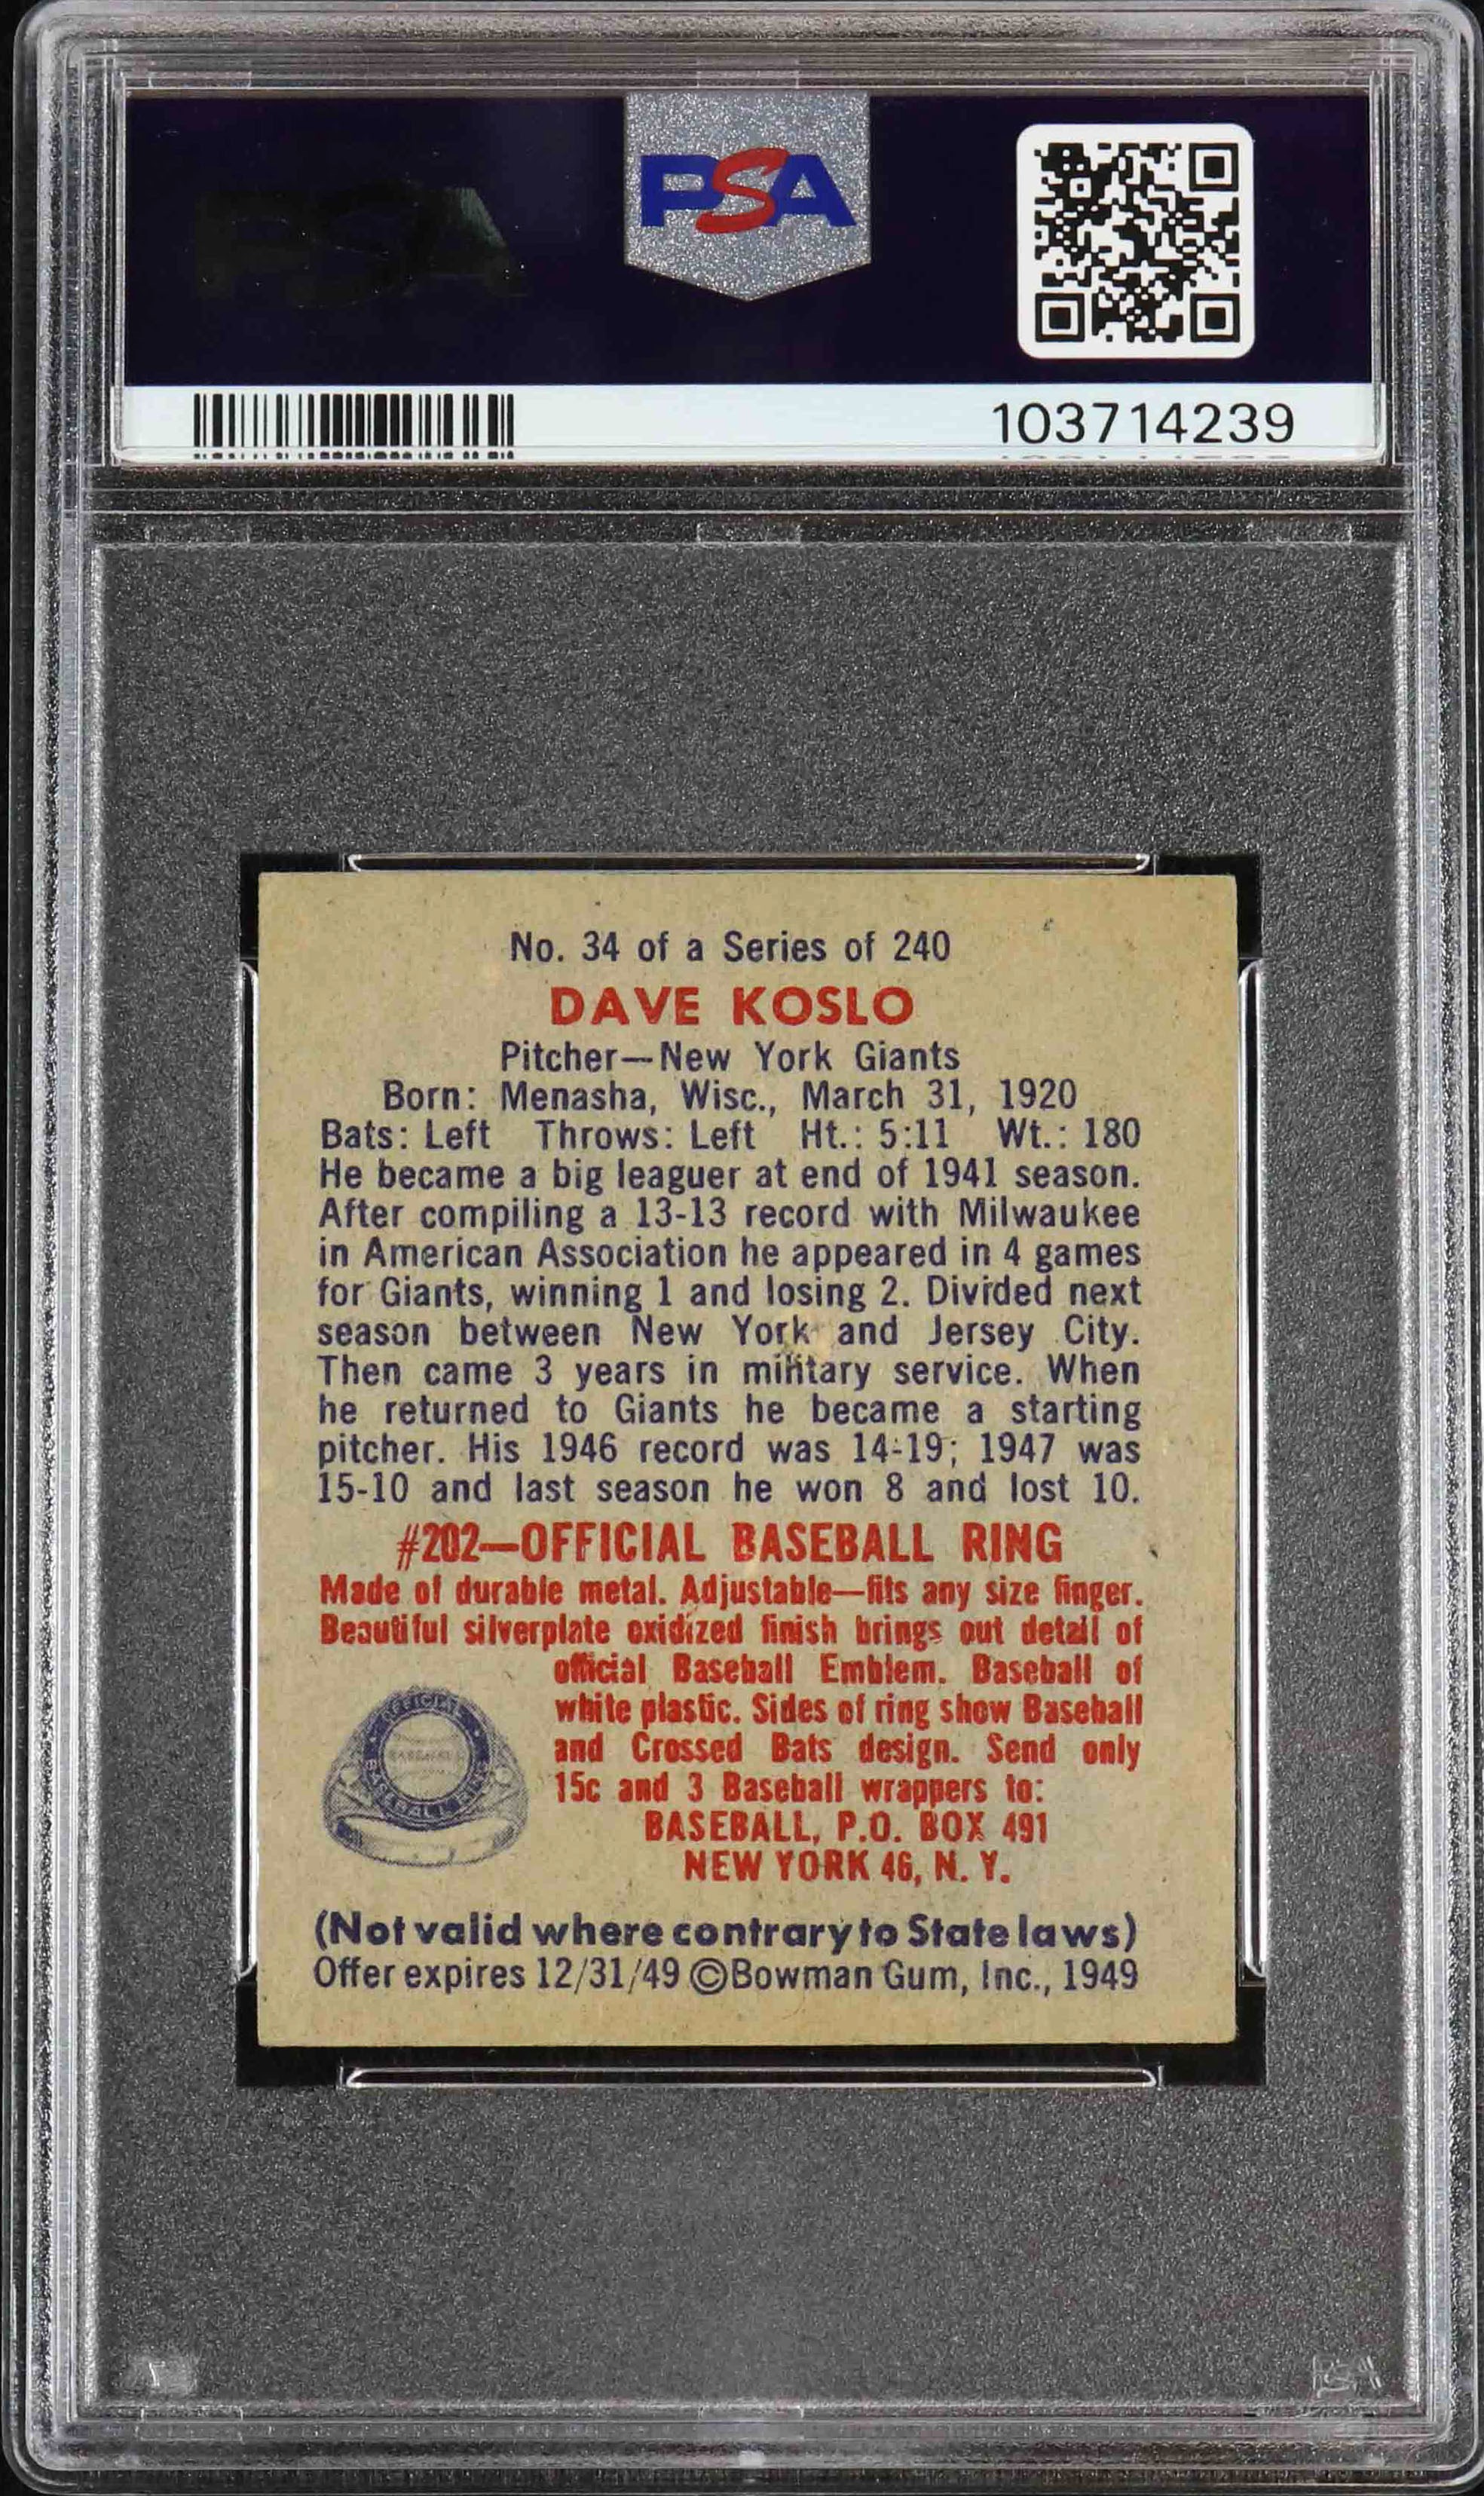 PSA
103714239
No. 34 of a Series of 240
DAVE KOSLO
Pitcher—New York Giants
Born: Menasha, Wisc., March 31, 1920
Bats: Left Throws: Left Ht.: 5:11 Wt.: 180
He became a big leaguer at end of 1941 season.
After compiling a 13-13 record with Milwaukee
in American Association he appeared in 4 games
for Giants, winning 1 and losing 2. Divided next
season between New York and Jersey City.
Then came 3 years in military service. When
he returned to Giants he became a starting
pitcher. His 1946 record was 14-19; 1947 was
15-10 and last season he won 8 and lost 10.
#202—OFFICIAL BASEBALL RING
Made of durable metal. Adjustable—fits any size finger.
Beautiful silverplate oxidized finish brings out detail of
official Baseball Emblem. Baseball of
white plastic. Sides of ring show Baseball
and Crossed Bats design. Send only
15c and 3 Baseball wrappers to:
BASEBALL, P.O. BOX 491
NEW YORK 46, N. Y.
OFFICIAL
BASEBALL RING
(Not valid where contrary to State laws)
Offer expires 12/31/49 ©Bowman Gum, Inc., 1949
PSA